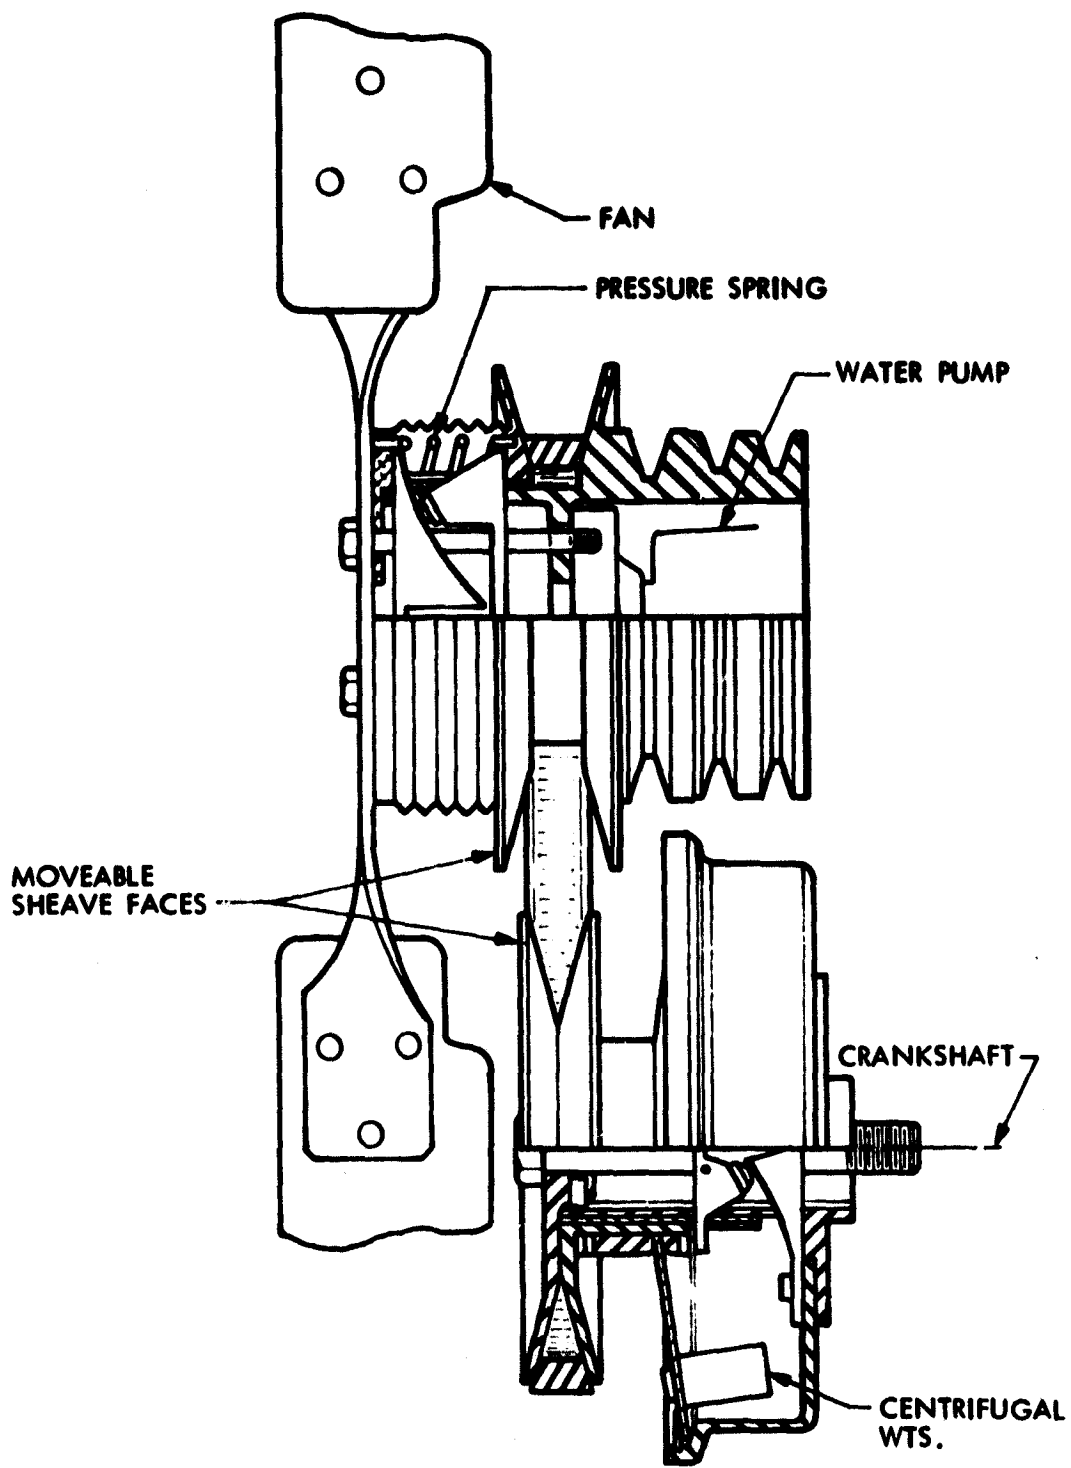 FAN
PRESSURE SPRING
WATER PUMP
MOVEABLE
SHEAVE FACES
CRANKSHAFT
CENTRIFUGAL
WTS.